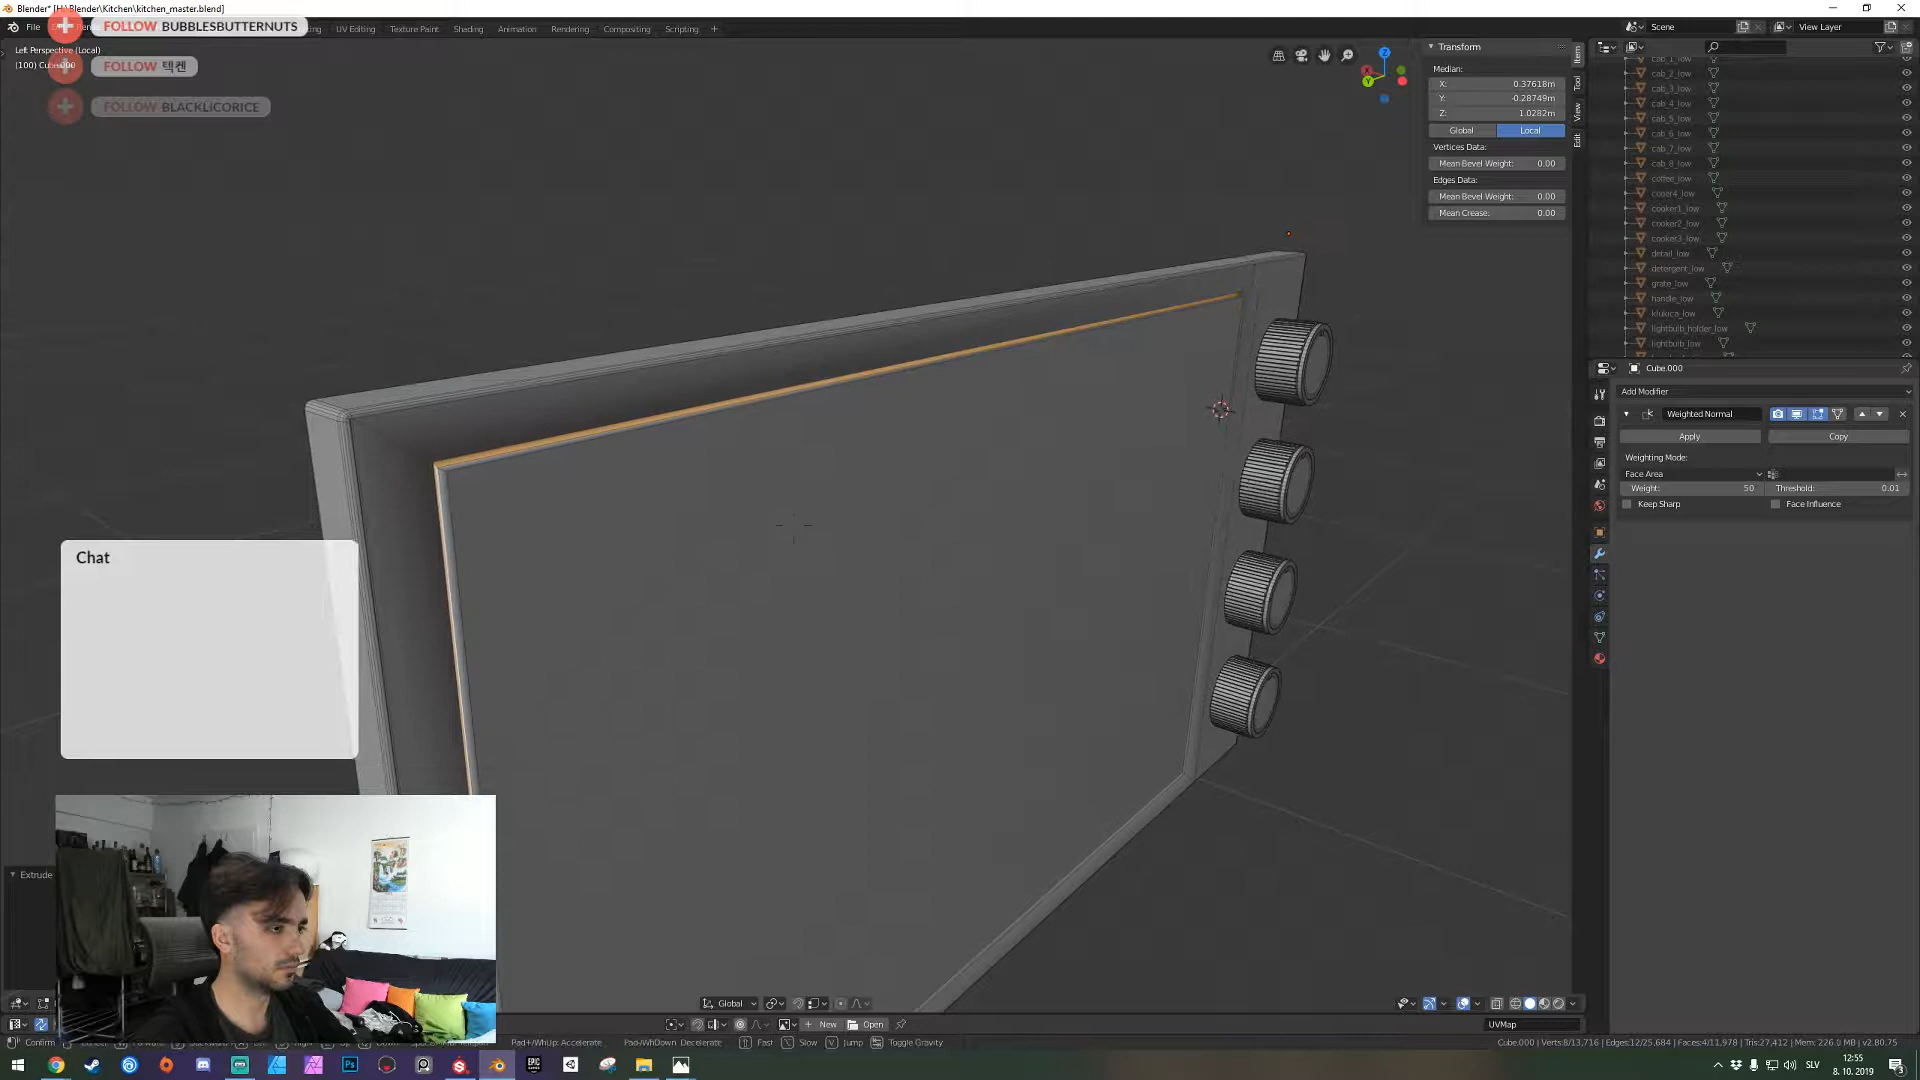 Blender* [H:\Blender\Kitchen\kitchen_master.blend]
File
UV Editing
Texture Paint
Shading
Animation
Rendering
Compositing
Scripting
+
Scene
View Layer
FOLLOW BUBBLESBUTTERNUTS
FOLLOW 텍켄
FOLLOW BLACKLICORICE
Left Perspective (Local)
(100) Cube.000
Transform
Median:
X: 0.37618m
Y: -0.28749m
Z: 1.0282m
Global Local
Vertices Data:
Mean Bevel Weight: 0.00
Edges Data:
Mean Bevel Weight: 0.00
Mean Crease: 0.00
Item
Tool
View
Edit
cab_1_low
cab_2_low
cab_3_low
cab_4_low
cab_5_low
cab_6_low
cab_7_low
cab_8_low
coffee_low
cooer4_low
cooker1_low
cooker2_low
cooker3_low
detail_low
detergent_low
grate_low
handle_low
klukica_low
lightbulb_holder_low
lightbulb_low
Cube.000
Add Modifier
Weighted Normal
Apply Copy
Weighting Mode:
Face Area
Weight: 50 Threshold: 0.01
Keep Sharp Face Influence
Chat
Extrude
Global
+ New Open
UVMap
Confirm
Pad+/WhUp: Accelerate Pad-/WhDown: Decelerate Fast Slow Jump Toggle Gravity
Cube.000 | Verts:8/13,716 | Edges:12/25,684 | Faces:4/11,978 | Tris:27,412 | Mem: 226.0 MB | v2.80.75
SLV
12:55
8. 10. 2019